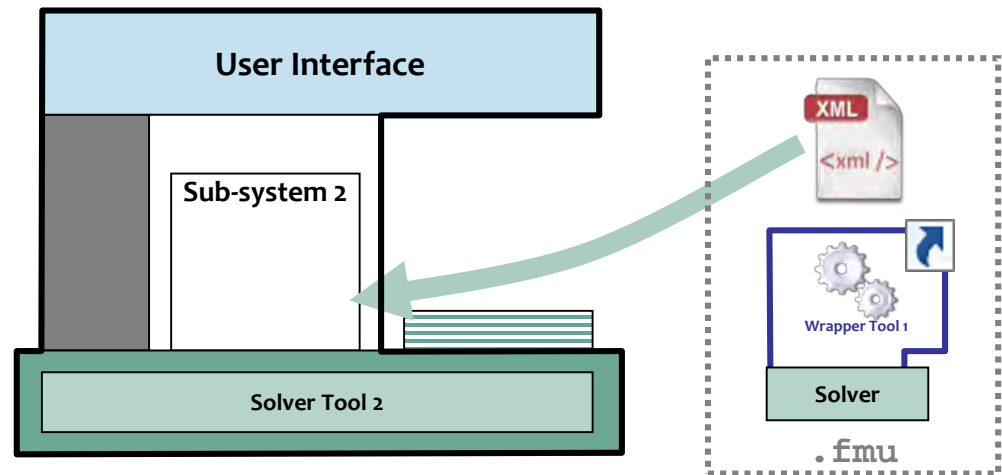 User Interface
XML
<xml />
Sub-system 2
Wrapper Tool 1
Solver
Solver Tool 2
.fmu